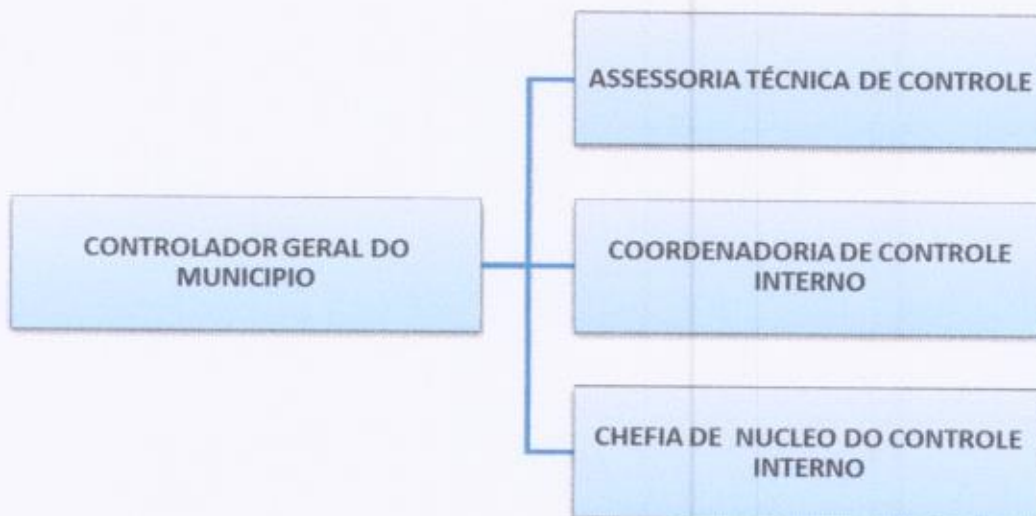 ASSESSORIA TÉCNICA DE CONTROLE
CONTROLADOR GERAL DO
MUNICIPIO
COORDENADORIA DE CONTROLE
INTERNO
CHEFIA DE NUCLEO DO CONTROLE
INTERNO